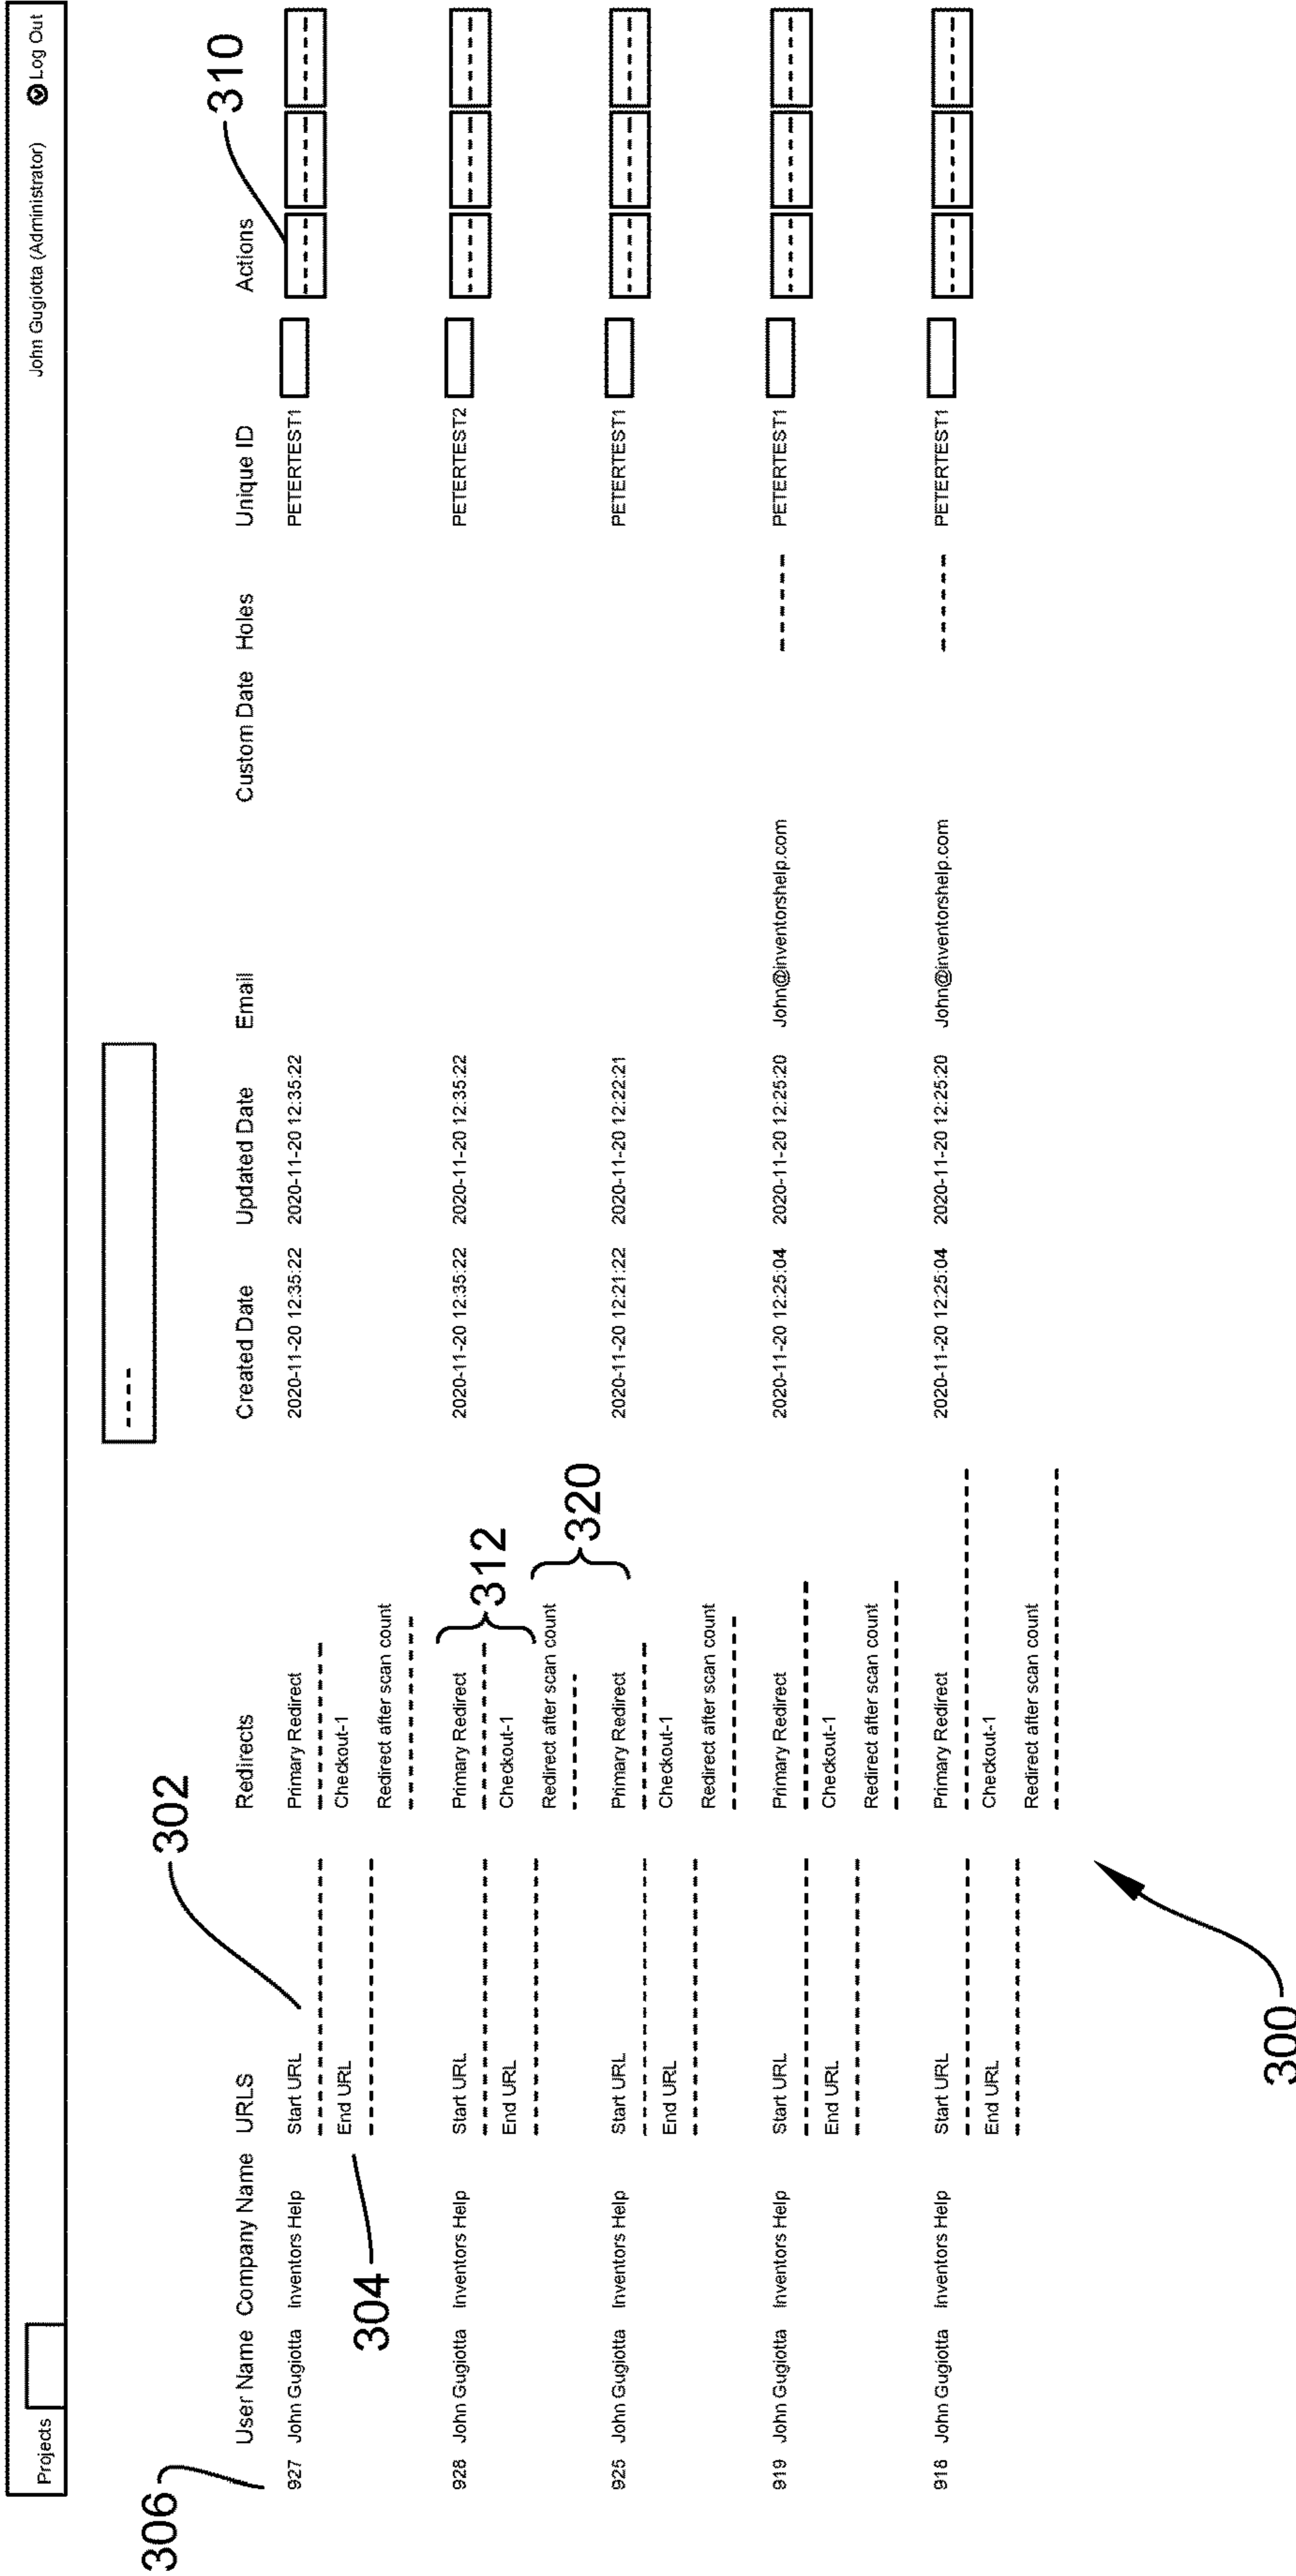 Projects John Gugiotta (Administrator) Log Out
306
302
310
User Name Company Name URLS Redirects Created Date Updated Date Email Custom Date Holes Unique ID Actions
927 John Gugiotta Inventors Help Start URL Primary Redirect 2020-11-20 12:35:22 2020-11-20 12:35:22 PETERTEST1
End URL Checkout-1
304
Redirect after scan count
928 John Gugiotta Inventors Help Start URL Primary Redirect 2020-11-20 12:35:22 2020-11-20 12:35:22 PETERTEST2
312
End URL Checkout-1
Redirect after scan count
320
925 John Gugiotta Inventors Help Start URL Primary Redirect 2020-11-20 12:21:22 2020-11-20 12:22:21 PETERTEST1
End URL Checkout-1
Redirect after scan count
919 John Gugiotta Inventors Help Start URL Primary Redirect 2020-11-20 12:25:04 2020-11-20 12:25:20 John@inventorshelp.com PETERTEST1
End URL Checkout-1
Redirect after scan count
918 John Gugiotta Inventors Help Start URL Primary Redirect 2020-11-20 12:25:04 2020-11-20 12:25:20 John@inventorshelp.com PETERTEST1
End URL Checkout-1
Redirect after scan count
300